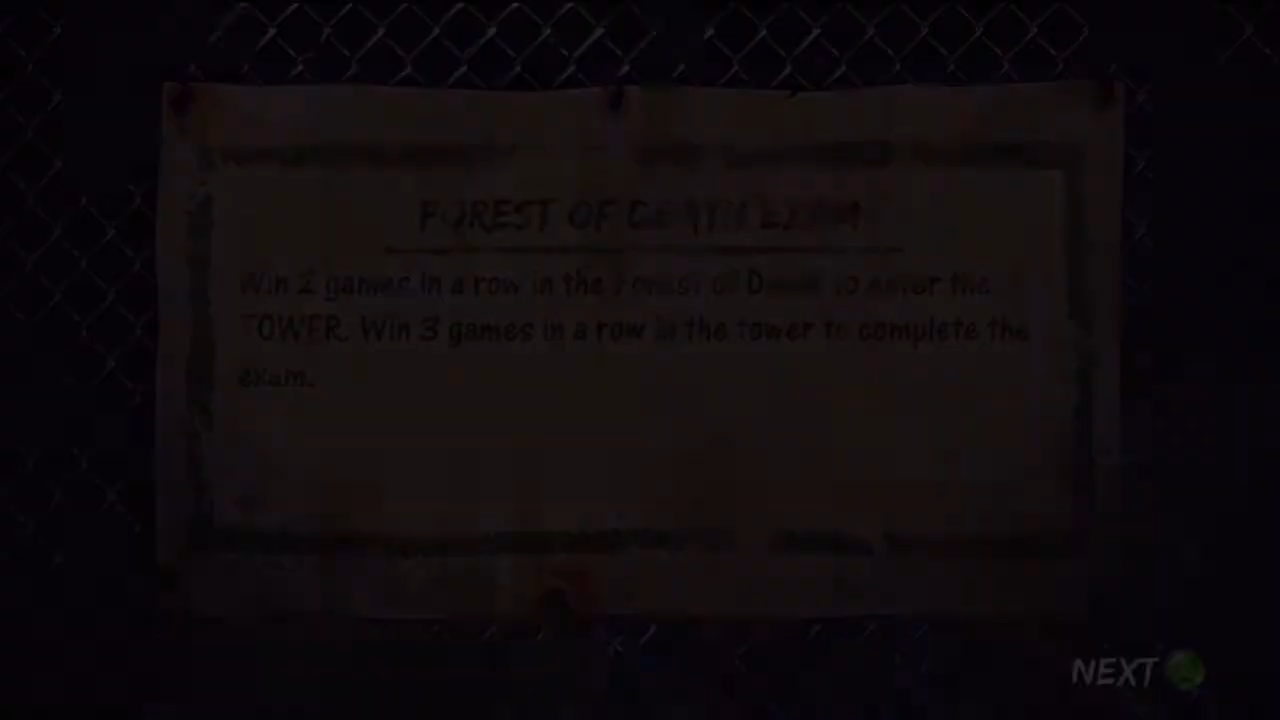 FOREST OF DEATH EXAM
Win 2 games in a row in the Forest of Death to enter the
TOWER. Win 3 games in a row in the tower to complete the
exam.
NEXT